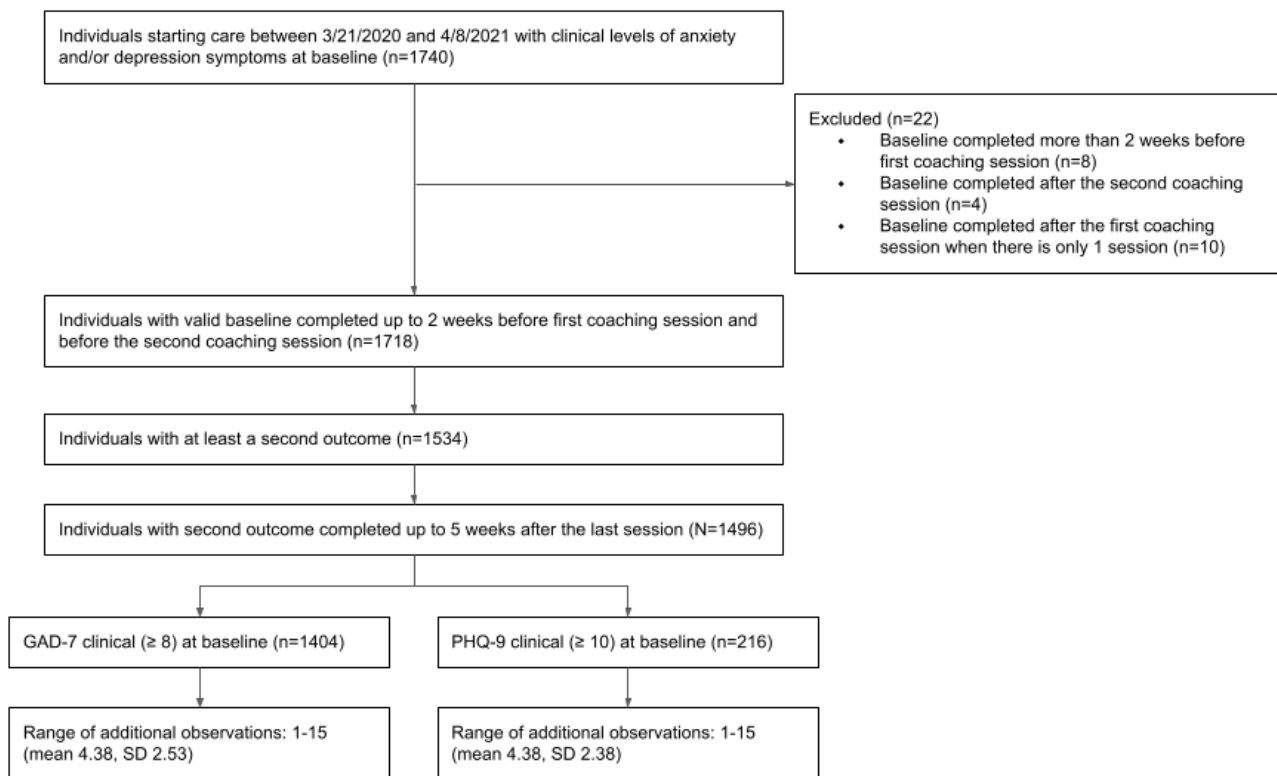 Individuals starting care between 3/21/2020 and 4/8/2021 with clinical levels of anxiety
and/or depression symptoms at baseline (n=1740)
Excluded (n=22)
• Baseline completed more than 2 weeks before
first coaching session (n=8)
• Baseline completed after the second coaching
session (n=4)
• Baseline completed after the first coaching
session when there is only 1 session (n=10)
Individuals with valid baseline completed up to 2 weeks before first coaching session and
before the second coaching session (n=1718)
Individuals with at least a second outcome (n=1534)
Individuals with second outcome completed up to 5 weeks after the last session (N=1496)
GAD-7 clinical (≥ 8) at baseline (n=1404)
PHQ-9 clinical (≥ 10) at baseline (n=216)
Range of additional observations: 1-15
(mean 4.38, SD 2.53)
Range of additional observations: 1-15
(mean 4.38, SD 2.38)